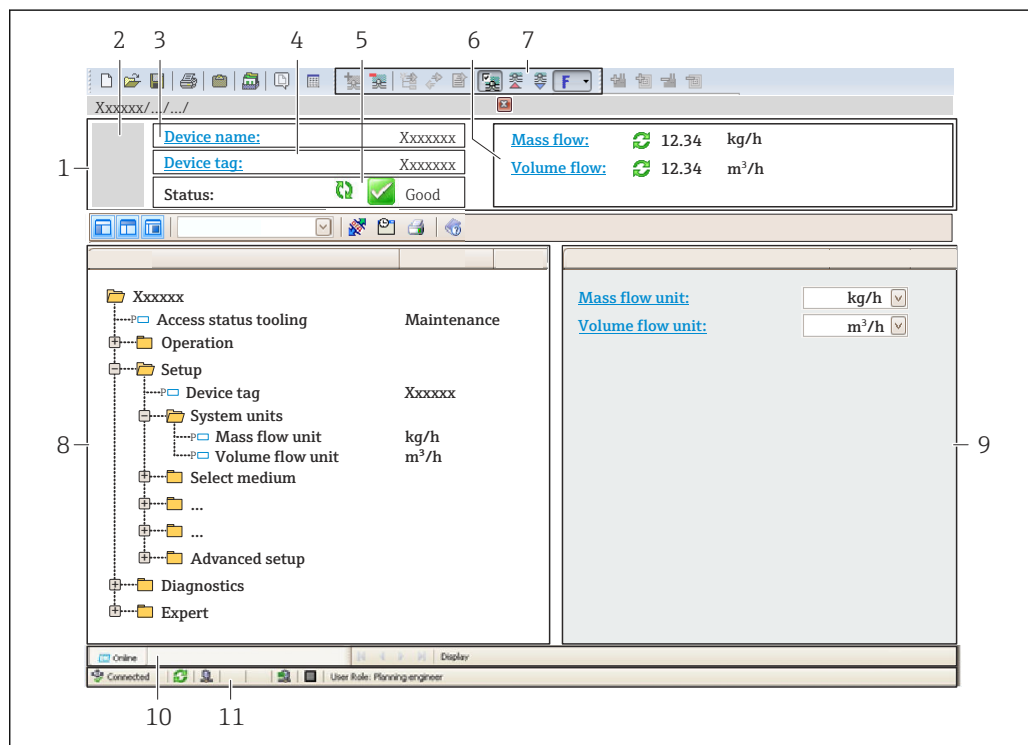 2 3 4 5 6 7
F
Xxxxxx/.../.../
1
Device name: Xxxxxxx
Device tag: Xxxxxxx
Status: Good
Mass flow: 12.34 kg/h
Volume flow: 12.34 m³/h
Xxxxxx
P Access status tooling Maintenance
Operation
Setup
P Device tag Xxxxxx
System units
P Mass flow unit kg/h
P Volume flow unit m³/h
Select medium
...
...
Advanced setup
Diagnostics
Expert
Mass flow unit: kg/h
Volume flow unit: m³/h
8
9
Online Display
Connected User Role: Planning engineer
10 11